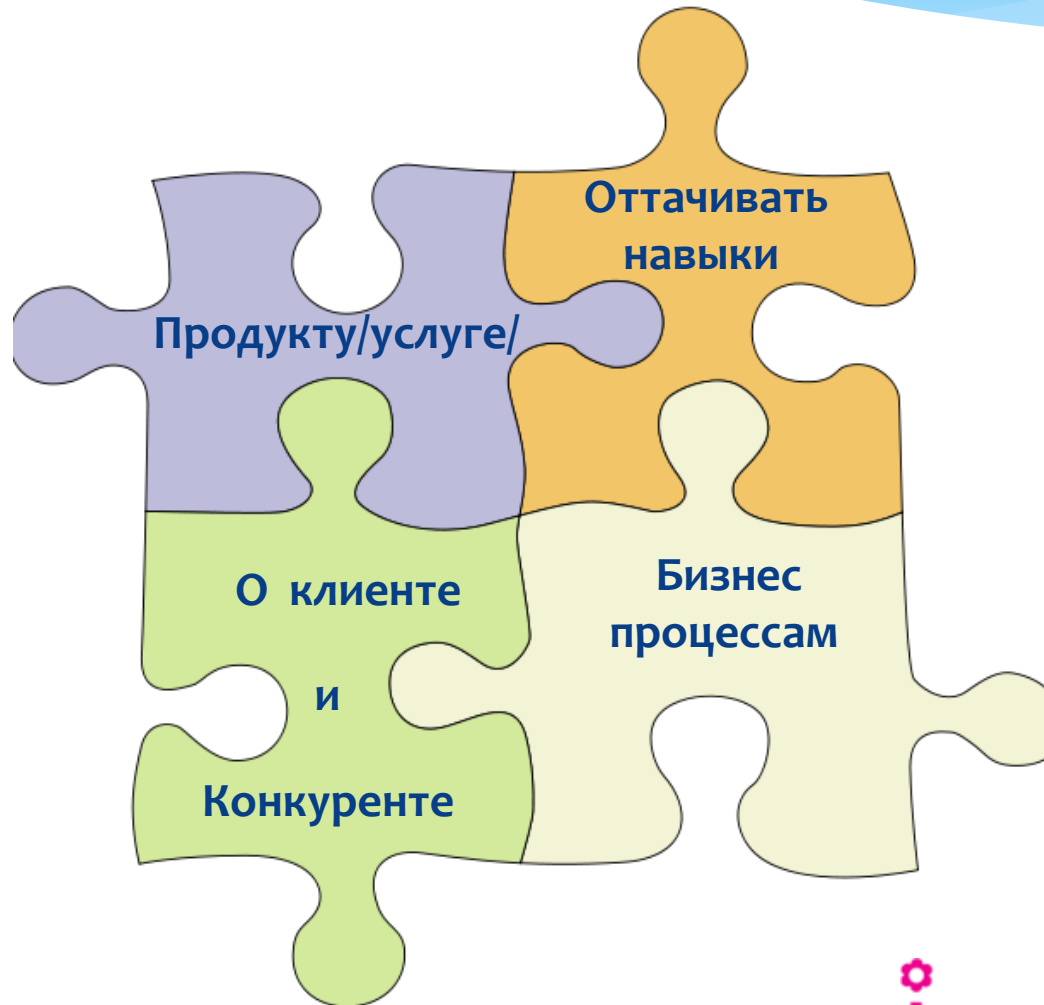 Оттачивать
навыки
Продукту/услуге/
О клиенте
и
Конкуренте
Бизнес
процессам